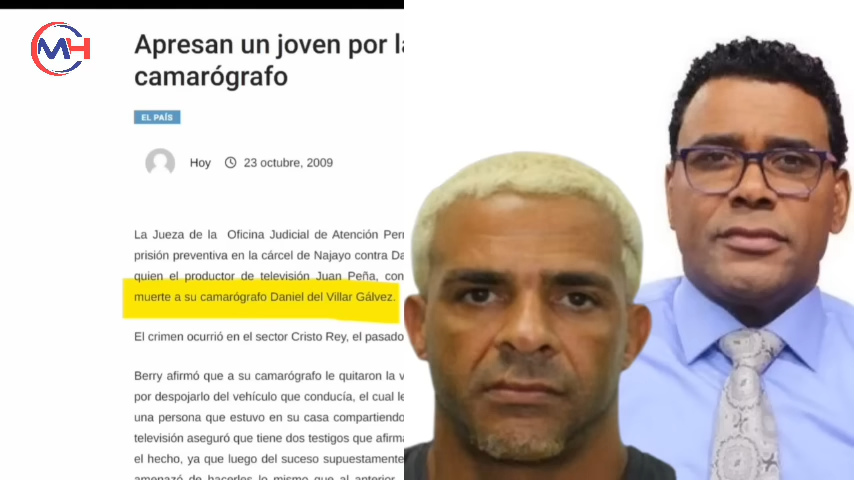 MH
Apresan un joven por la
camarógrafo
EL PAÍS
Hoy 23 octubre, 2009
La Jueza de la Oficina Judicial de Atención Per
prisión preventiva en la cárcel de Najayo contra Da
quien el productor de televisión Juan Peña, con
muerte a su camarógrafo Daniel del Villar Gálvez.
El crimen ocurrió en el sector Cristo Rey, el pasado
Berry afirmó que a su camarógrafo le quitaron la v
por despojarlo del vehículo que conducía, el cual le
una persona que estuvo en su casa compartiendo
televisión aseguró que tiene dos testigos que afirma
el hecho, ya que luego del suceso supuestamente
amenazó de hacerles lo mismo que al anterior